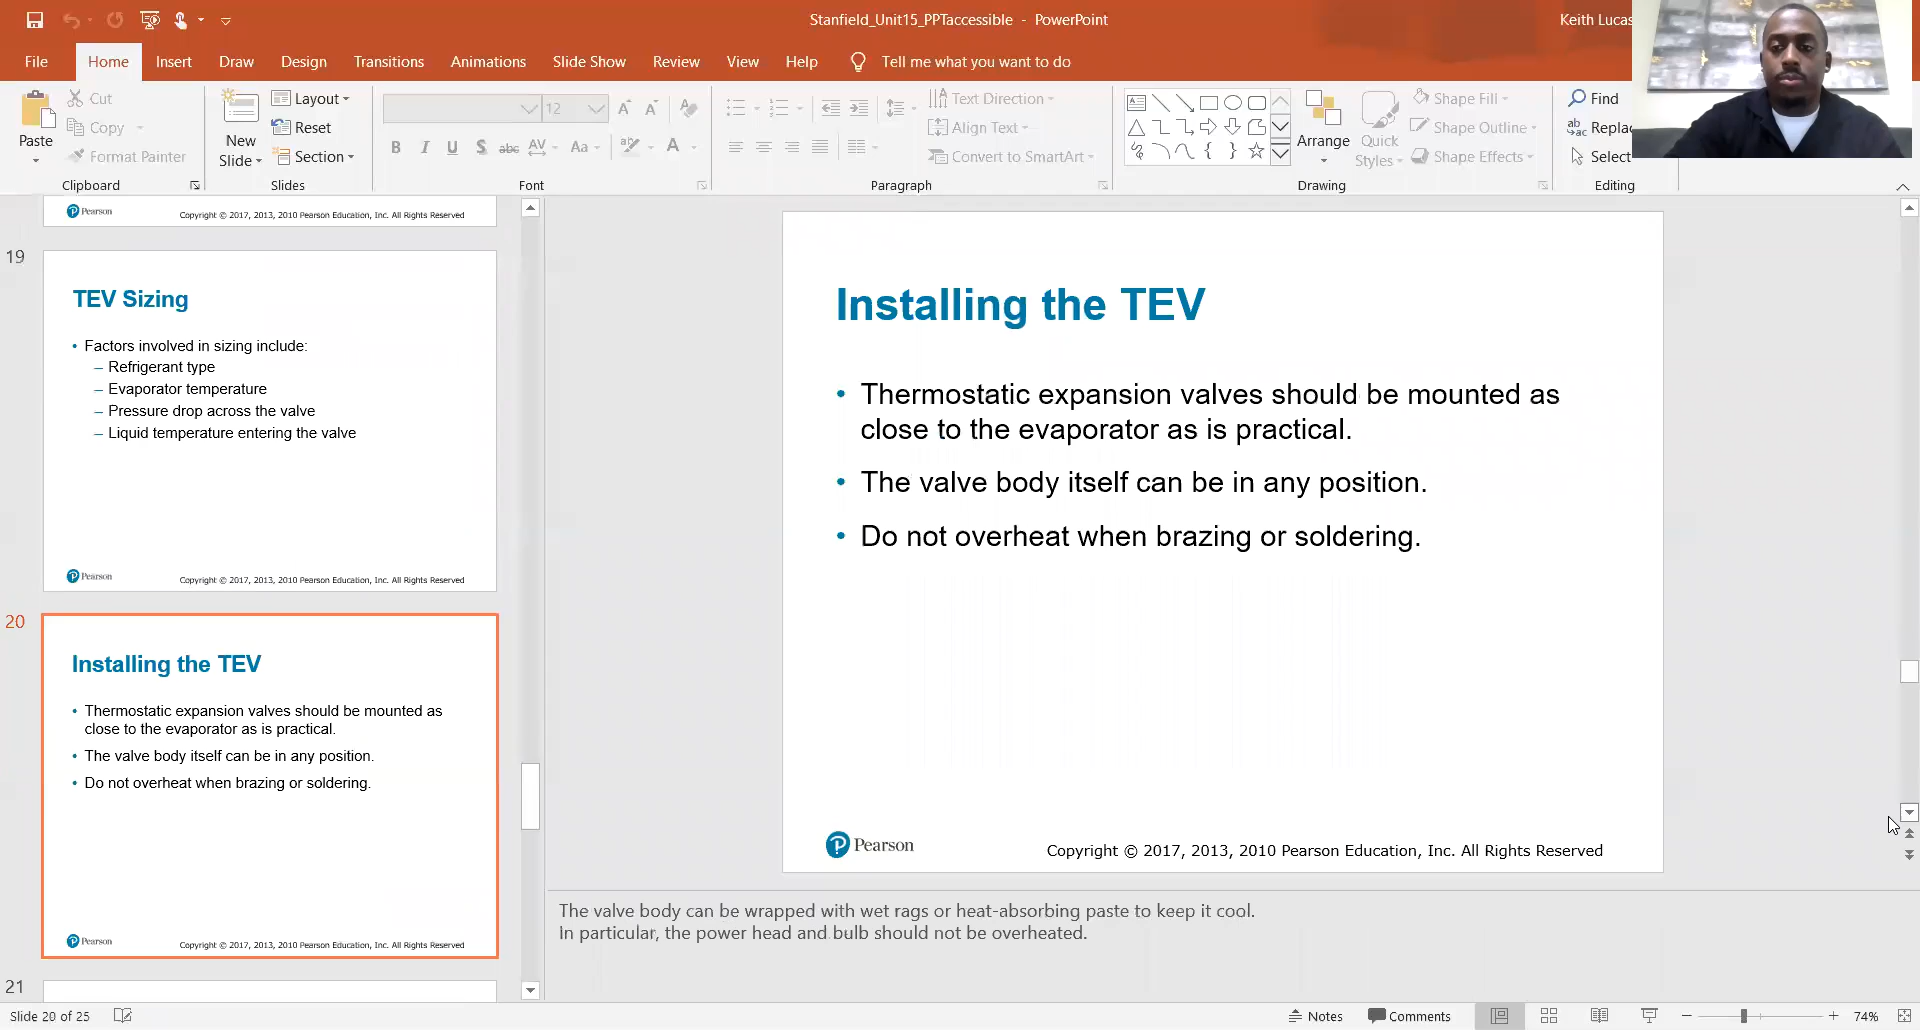 Stanfield_Unit15_PPTaccessible - PowerPoint
Keith Lucas
File Home Insert Draw Design Transitions Animations Slide Show Review View Help Tell me what you want to do
Paste
Cut
Copy
Format Painter
Clipboard
New
Slide
Layout
Reset
Section
Slides
12
B I U S abc AV Aa A
Font
Text Direction
Align Text
Convert to SmartArt
Paragraph
Arrange
Quick
Styles
Shape Fill
Shape Outline
Shape Effects
Drawing
Find
Select
Editing
Pearson
Copyright © 2017, 2013, 2010 Pearson Education, Inc. All Rights Reserved
19
TEV Sizing
• Factors involved in sizing include:
– Refrigerant type
– Evaporator temperature
– Pressure drop across the valve
– Liquid temperature entering the valve
Pearson
Copyright © 2017, 2013, 2010 Pearson Education, Inc. All Rights Reserved
20
Installing the TEV
• Thermostatic expansion valves should be mounted as
close to the evaporator as is practical.
• The valve body itself can be in any position.
• Do not overheat when brazing or soldering.
Pearson
Copyright © 2017, 2013, 2010 Pearson Education, Inc. All Rights Reserved
21
Installing the TEV
• Thermostatic expansion valves should be mounted as
close to the evaporator as is practical.
• The valve body itself can be in any position.
• Do not overheat when brazing or soldering.
Pearson
Copyright © 2017, 2013, 2010 Pearson Education, Inc. All Rights Reserved
The valve body can be wrapped with wet rags or heat-absorbing paste to keep it cool.
In particular, the power head and bulb should not be overheated.
Slide 20 of 25
Notes
Comments
74%